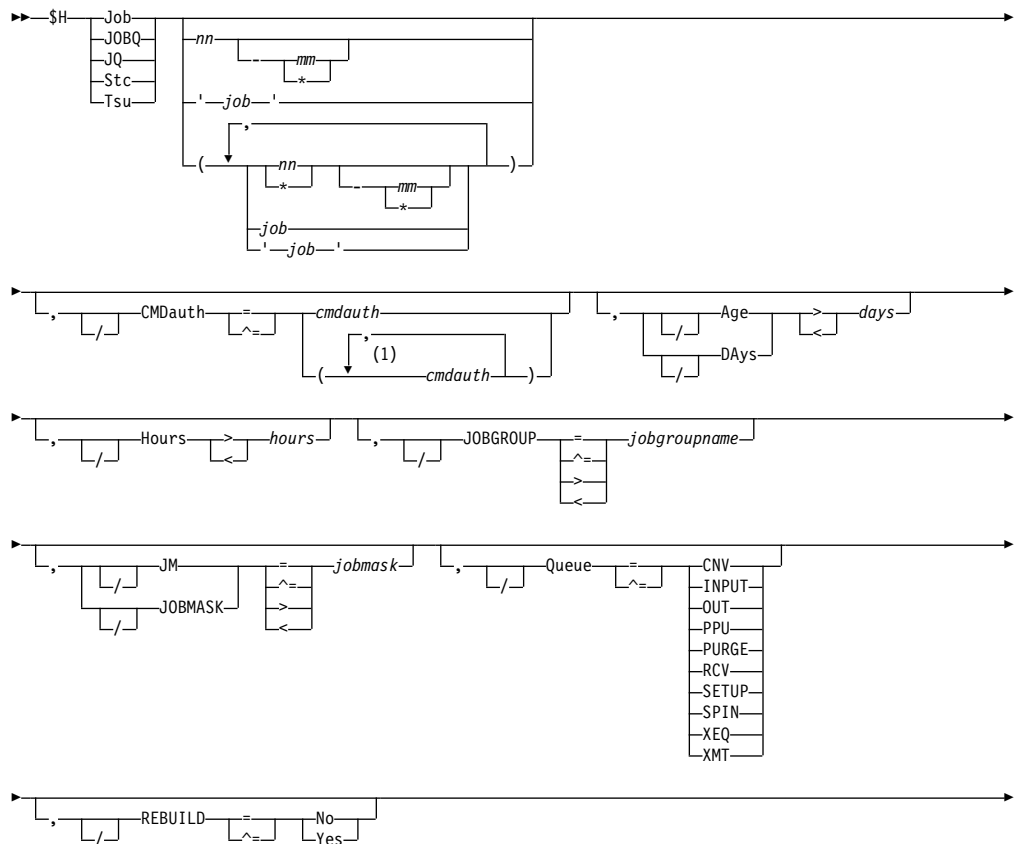 $H Job
JOBQ nn
JQ - mm
Stc *
Tsu ' job '
,
( nn )
* - mm
*
job
' job '
, CMDauth = cmdauth , Age > days
/ ^= , / <
(1) DAys
( cmdauth ) /
, Hours > hours , JOBGROUP = jobgroupname
/ < / ^=
>
<
, JM = jobmask , Queue = CNV
/ ^= / ^= INPUT
JOBMASK > OUT
/ < PPU
PURGE
RCV
SETUP
SPIN
XEQ
XMT
, REBUILD = No
/ ^= Yes